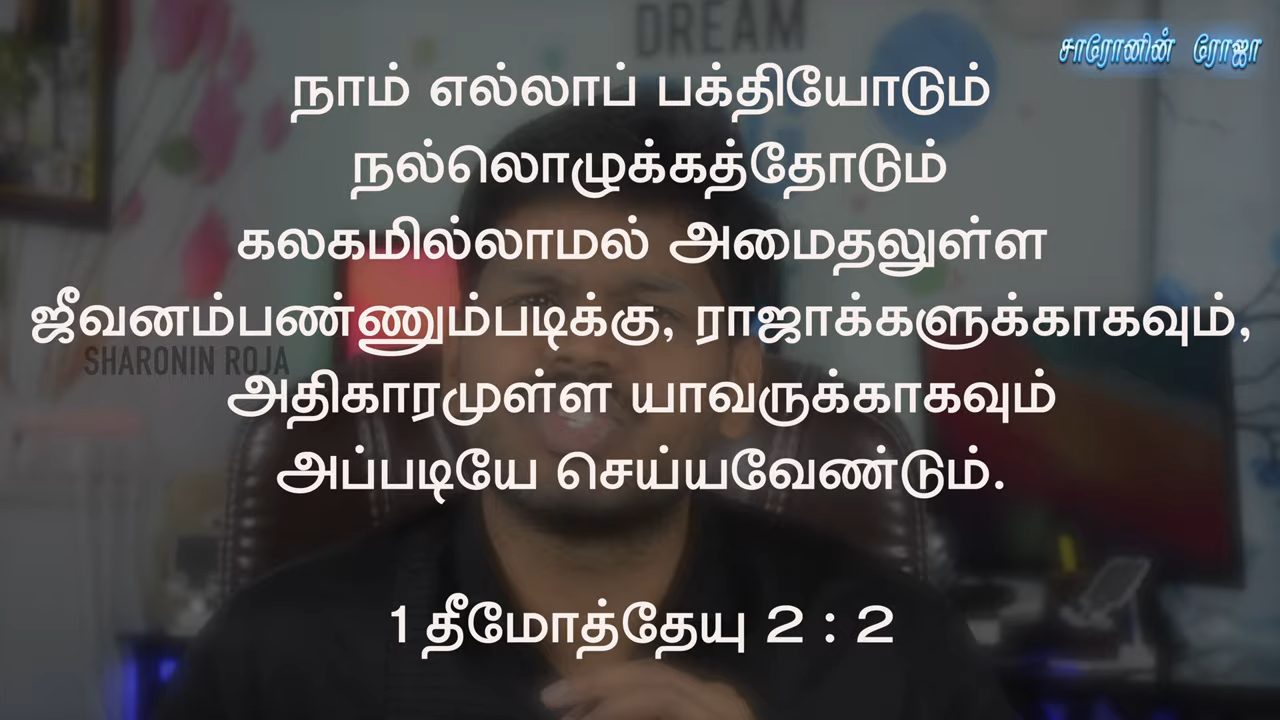 DREAM
சாரோனின் ரோஜா
நாம் எல்லாப் பக்தியோடும்
நல்லொழுக்கத்தோடும்
கலகமில்லாமல் அமைதலுள்ள
ஜீவனம்பண்ணும்படிக்கு, ராஜாக்களுக்காகவும்,
SHARONIN ROJA
அதிகாரமுள்ள யாவருக்காகவும்
அப்படியே செய்யவேண்டும்.
1 தீமோத்தேயு 2 : 2